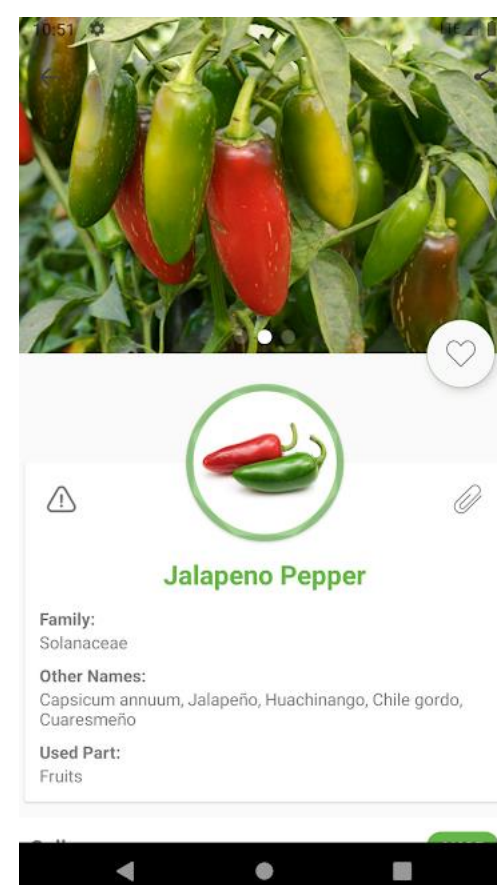 10:51
Jalapeno Pepper
Family:
Solanaceae
Other Names:
Capsicum annuum, Jalapeño, Huachinango, Chile gordo,
Cuaresmeño
Used Part:
Fruits